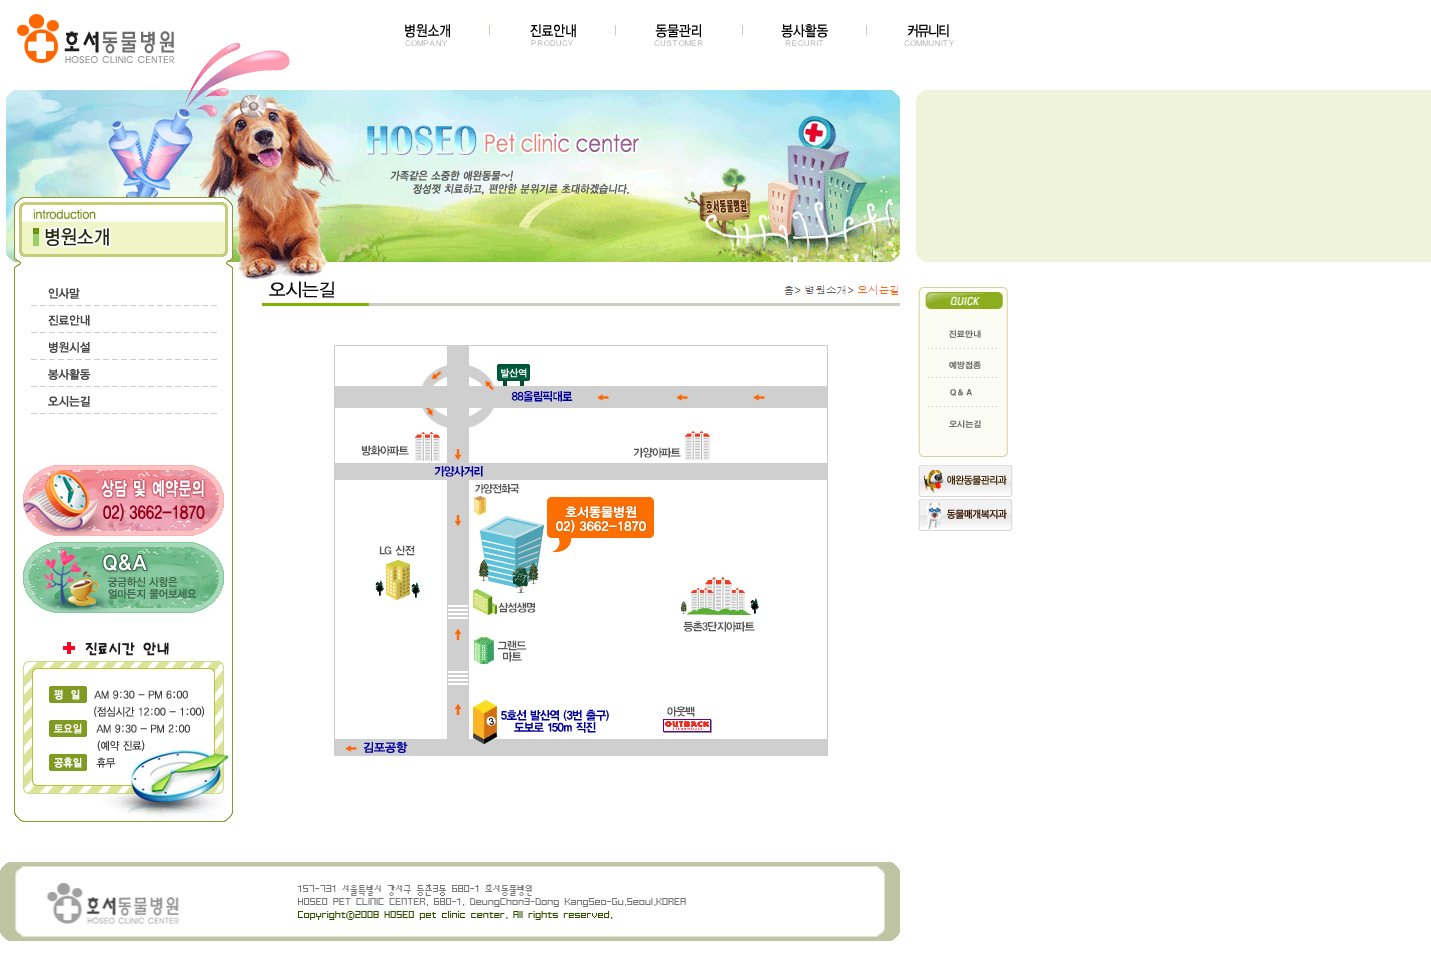 호서동물병원
HOSEO CLINIC CENTER
병원소개
COMPANY
진료안내
PRODUCY
동물관리
CUSTOMER
봉사활동
RECURIT
커뮤니티
COMMUNITY
HOSEO Pet clinic center
가족같은 소중한 애완동물~!
정성껏 치료하고, 편안한 분위기로 초대하겠습니다.
호서동물병원
introduction
병원소개
인사말
진료안내
병원시설
봉사활동
오시는길
상담 및 예약문의
02) 3662-1870
Q&A
궁금하신 사항은
얼마든지 물어보세요
진료시간 안내
평 일 AM 9:30 - PM 6:00
(점심시간 12:00 - 1:00)
토요일 AM 9:30 - PM 2:00
(예약 진료)
공휴일 휴무
오시는길
홈> 병원소개> 오시는길
발산역
88올림픽대로
방화아파트
가양아파트
가양사거리
가양전화국
호서동물병원
02) 3662-1870
LG 산전
삼성생명
등촌3단지아파트
그랜드
마트
5호선 발산역 (3번 출구)
도보로 150m 직진
3
아웃백
OUTBACK
STEAKHOUSE
김포공항
QUICK
진료안내
예방접종
Q & A
오시는길
애완동물관리과
동물매개복지과
호서동물병원
HOSEO CLINIC CENTER
157-731 서울특별시 강서구 등촌3동 680-1 호서동물병원
HOSEO PET CLINIC CENTER, 680-1, DeungChon3-Dong KangSeo-Gu,Seoul,KOREA
Copyright©2008 HOSEO pet clinic center, All rights reserved,